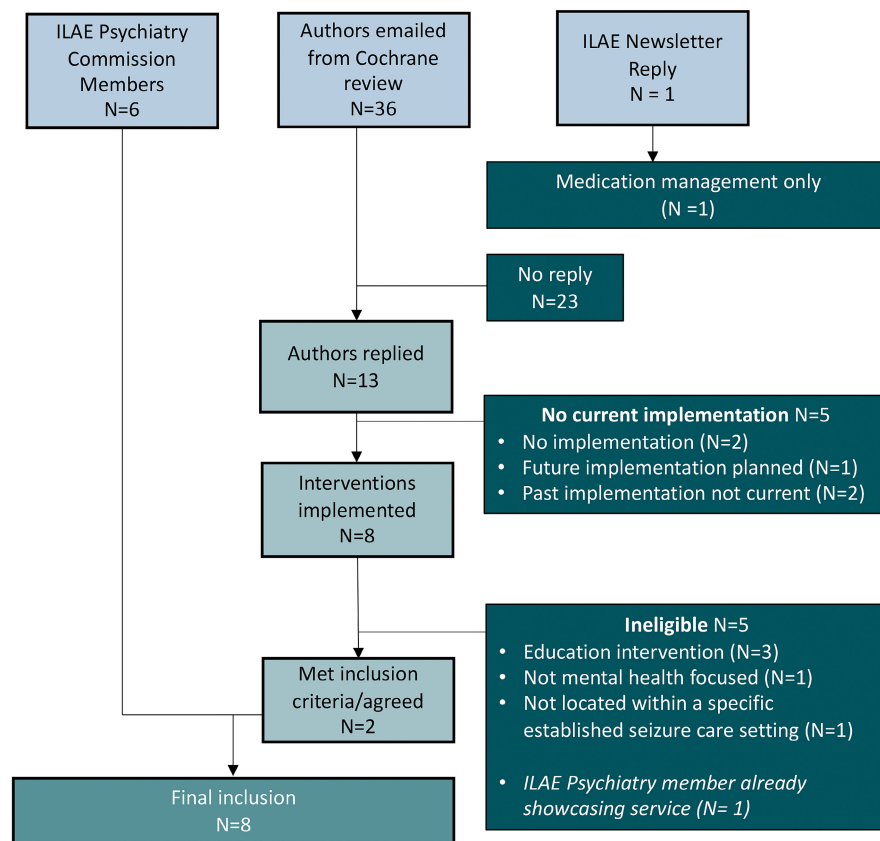 ILAE Psychiatry
Commission
Members
N=6
Authors emailed
from Cochrane
review
N=36
ILAE Newsletter
Reply
N = 1
Medication management only
(N =1)
No reply
N=23
Authors replied
N=13
No current implementation N=5
• No implementation (N=2)
• Future implementation planned (N=1)
• Past implementation not current (N=2)
Interventions
implemented
N=8
Ineligible N=5
• Education intervention (N=3)
• Not mental health focused (N=1)
• Not located within a specific
established seizure care setting (N=1)
• ILAE Psychiatry member already
showcasing service (N= 1)
Met inclusion
criteria/agreed
N=2
Final inclusion
N=8